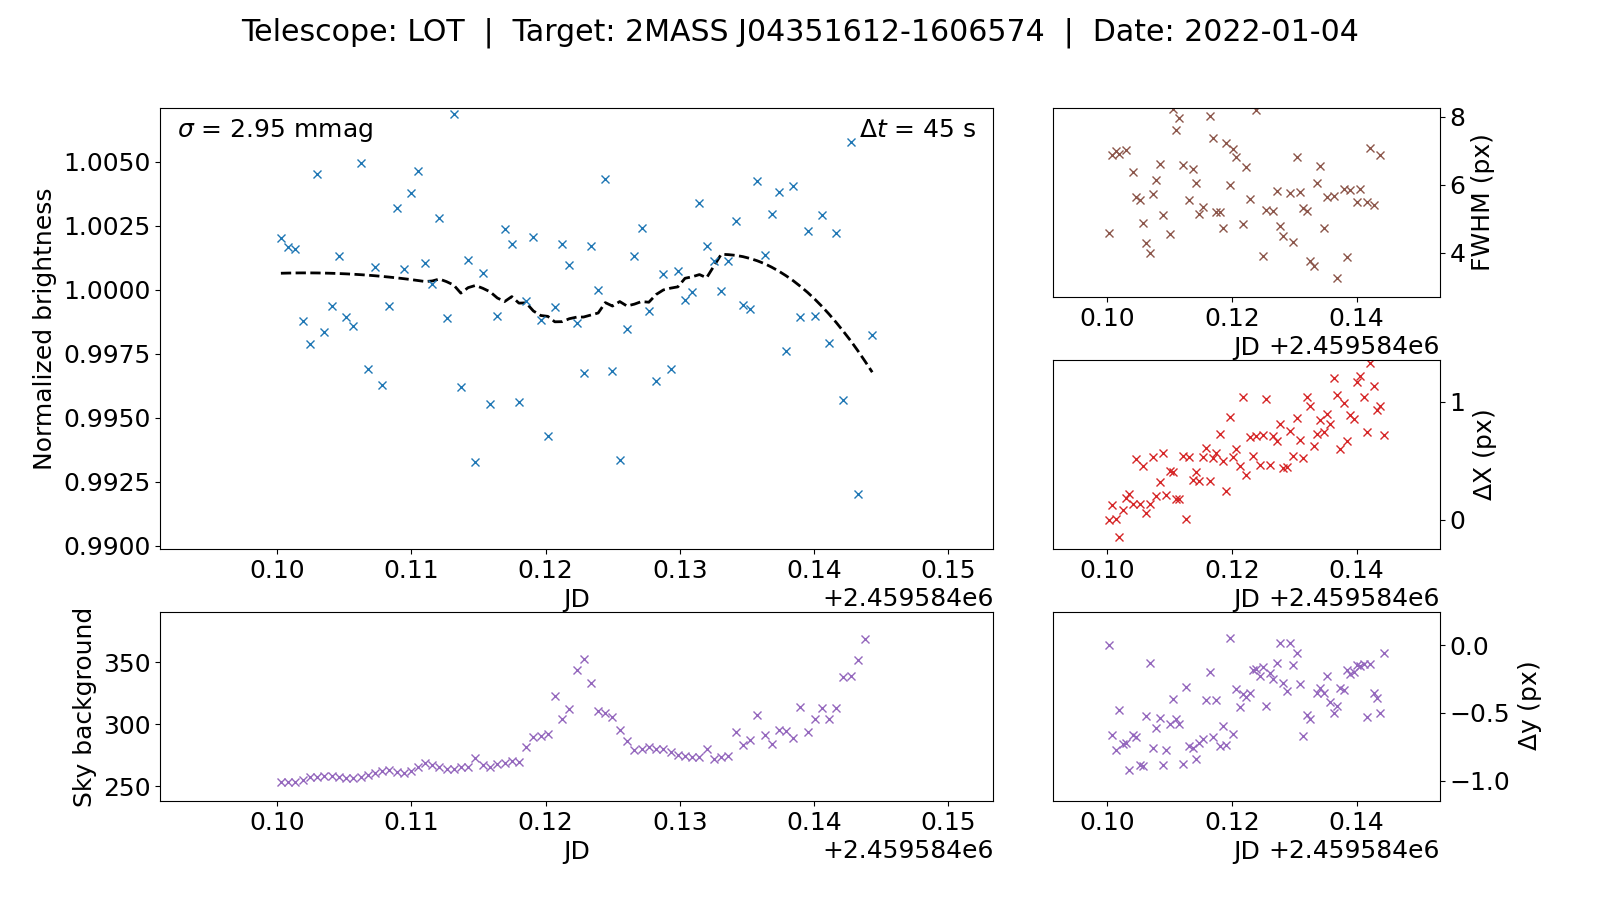 Telescope: LOT | Target: 2MASS J04351612-1606574 | Date: 2022-01-04
σ = 2.95 mmag
Δt = 45 s
Normalized brightness
1.0050
1.0025
1.0000
0.9975
0.9950
0.9925
0.9900
0.10 0.11 0.12 0.13 0.14 0.15
JD
+2.459584e6
8
6
4
FWHM (px)
0.10 0.12 0.14
JD +2.459584e6
1
0
ΔX (px)
0.10 0.12 0.14
JD +2.459584e6
Sky background
350
300
250
0.10 0.11 0.12 0.13 0.14 0.15
JD
+2.459584e6
0.0
−0.5
−1.0
Δy (px)
0.10 0.12 0.14
JD +2.459584e6